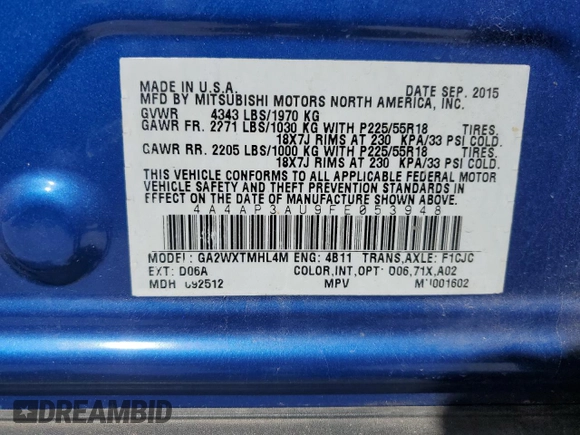 MADE IN U.S.A. DATE SEP. 2015
MFD BY MITSUBISHI MOTORS NORTH AMERICA, INC.
GVWR 4343 LBS/1970 KG
GAWR FR. 2271 LBS/1030 KG WITH P225/55R18 TIRES.
18X7J RIMS AT 230 KPA/33 PSI COLD.
GAWR RR. 2205 LBS/1000 KG WITH P225/55R18 TIRES.
18X7J RIMS AT 230 KPA/33 PSI COLD.
THIS VEHICLE CONFORMS TO ALL APPLICABLE FEDERAL MOTOR
VEHICLE SAFETY AND THEFT PREVENTION STANDARDS IN
EFFECT ON THE DATE OF MANUFACTURE SHOWN ABOVE.
4A4AP3AU9FE053948
MODEL: GA2WXTMHL4M ENG: 4B11 TRANS,AXLE: F1CJC
EXT: D06A COLOR,INT,OPT: D06,71X,A02
MDH 092512 MPV
DREAMBID